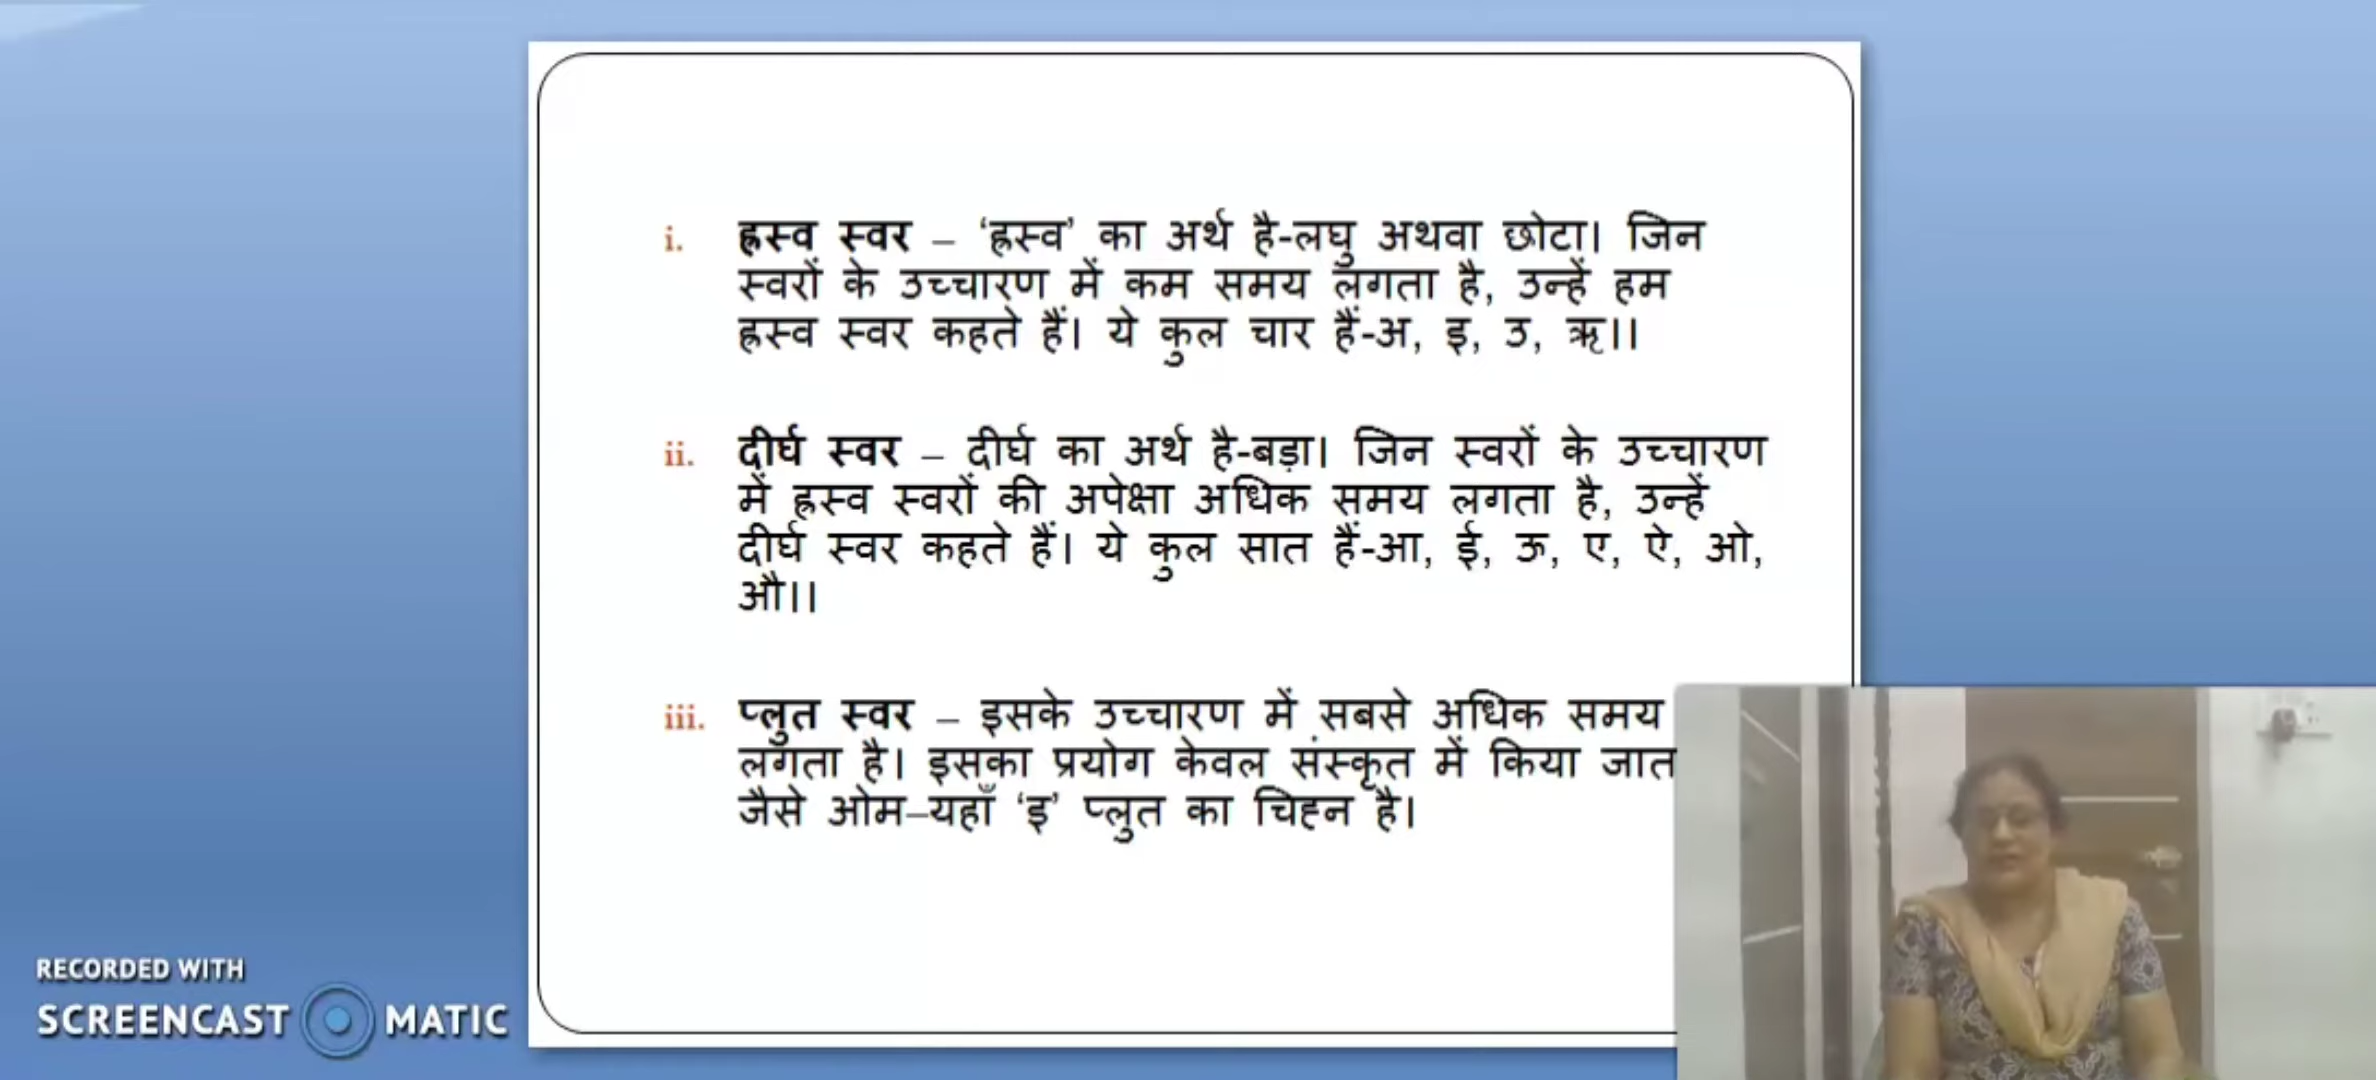 i. ह्रस्व स्वर – ‘ह्रस्व’ का अर्थ है-लघु अथवा छोटा। जिन
स्वरों के उच्चारण में कम समय लगता है, उन्हें हम
ह्रस्व स्वर कहते हैं। ये कुल चार हैं-अ, इ, उ, ऋ।।
ii. दीर्घ स्वर – दीर्घ का अर्थ है-बड़ा। जिन स्वरों के उच्चारण
में ह्रस्व स्वरों की अपेक्षा अधिक समय लगता है, उन्हें
दीर्घ स्वर कहते हैं। ये कुल सात हैं-आ, ई, ऊ, ए, ऐ, ओ,
औ।।
iii. प्लुत स्वर – इसके उच्चारण में सबसे अधिक समय
लगता है। इसका प्रयोग केवल संस्कृत में किया जात
जैसे ओम–यहाँ ‘इ’ प्लुत का चिह्न है।
RECORDED WITH
SCREENCAST MATIC